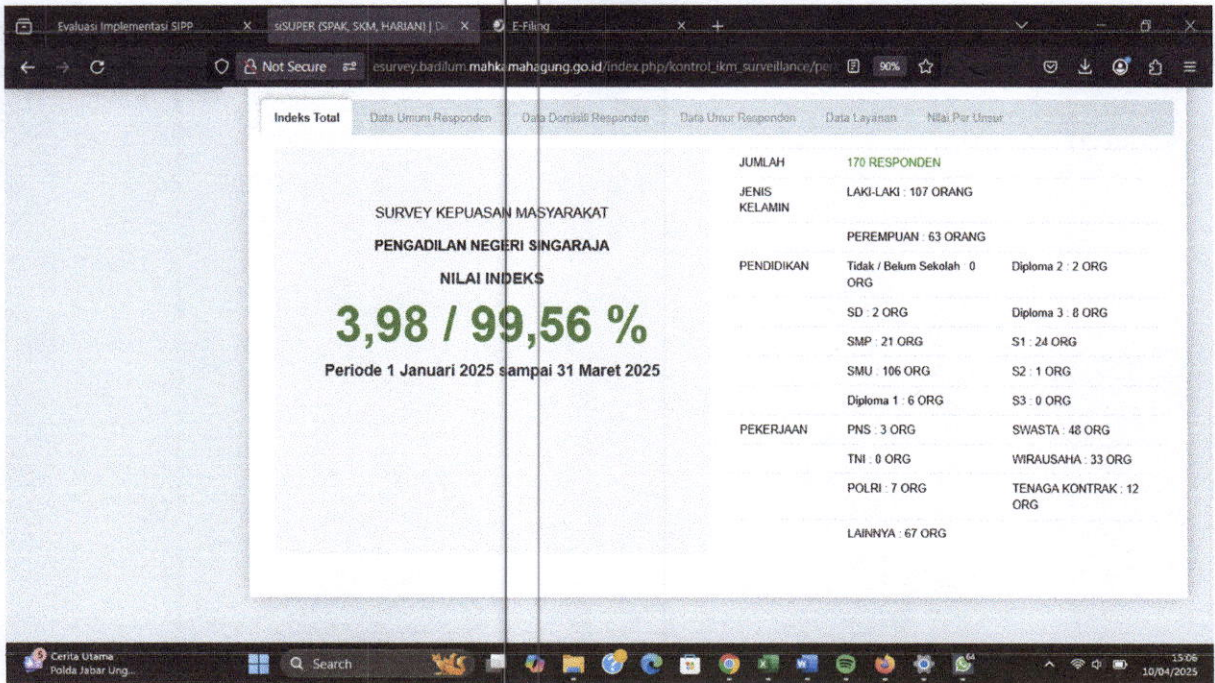 Evaluasi Implementasi SIPP
siSUPER (SPAK, SKM, HARIAN) | D
E-Filing
Not Secure
esurvey.badilum.mahkamahagung.go.id/index.php/kontrol_ikm_surveillance/per
90%
Indeks Total
Data Umum Responden
Data Domisili Responden
Data Umur Responden
Data Layanan
Nilai Per Unsur
SURVEY KEPUASAN MASYARAKAT
PENGADILAN NEGERI SINGARAJA
NILAI INDEKS
3,98 / 99,56 %
Periode 1 Januari 2025 sampai 31 Maret 2025
JUMLAH 170 RESPONDEN
JENIS KELAMIN LAKI-LAKI : 107 ORANG
PEREMPUAN : 63 ORANG
PENDIDIKAN Tidak / Belum Sekolah : 0 ORG Diploma 2 : 2 ORG
SD : 2 ORG Diploma 3 : 8 ORG
SMP : 21 ORG S1 : 24 ORG
SMU : 106 ORG S2 : 1 ORG
Diploma 1 : 6 ORG S3 : 0 ORG
PEKERJAAN PNS : 3 ORG SWASTA : 48 ORG
TNI : 0 ORG WIRAUSAHA : 33 ORG
POLRI : 7 ORG TENAGA KONTRAK : 12 ORG
LAINNYA : 67 ORG
Cerita Utama
Polda Jabar Ung...
Search
64
15:06
10/04/2025